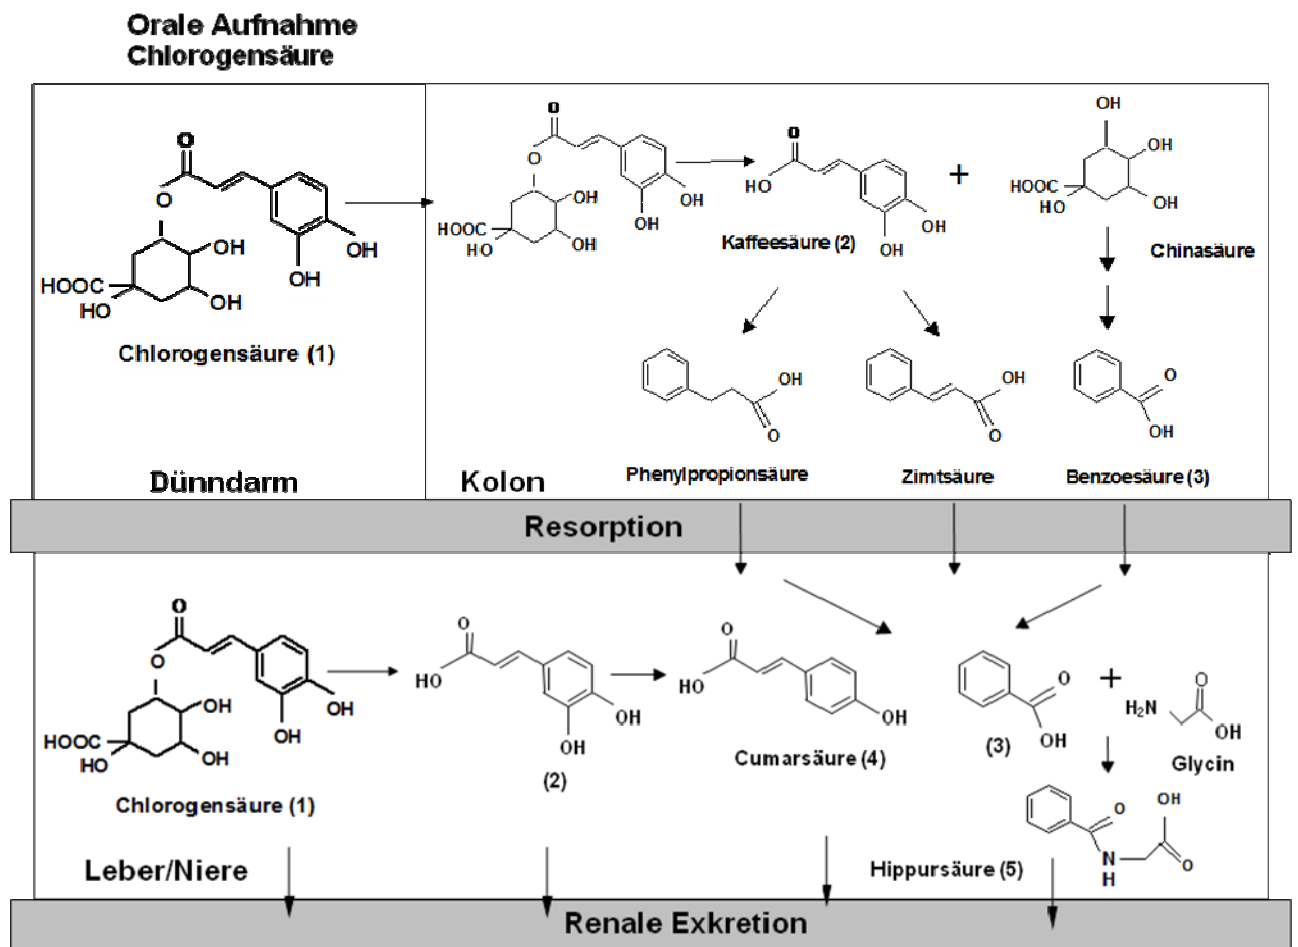 Orale Aufnahme
Chlorogensäure
O
O
HOOC
HO
OH
OH
OH
OH
Chlorogensäure (1)
Dünndarm
O
O
HOOC
HO
OH
OH
OH
OH
O
HO
OH
OH
Kaffeesäure (2)
+
OH
OH
OH
HOOC
HO
Chinasäure
OH
O
Phenylpropionsäure
OH
O
Zimtsäure
O
OH
Benzoesäure (3)
Kolon
Resorption
O
O
HOOC
HO
OH
OH
OH
OH
Chlorogensäure (1)
O
HO
OH
OH
(2)
O
HO
OH
Cumarsäure (4)
O
OH
(3)
+
H2N
O
OH
Glycin
O
N
H
OH
O
Hippursäure (5)
Leber/Niere
Renale Exkretion